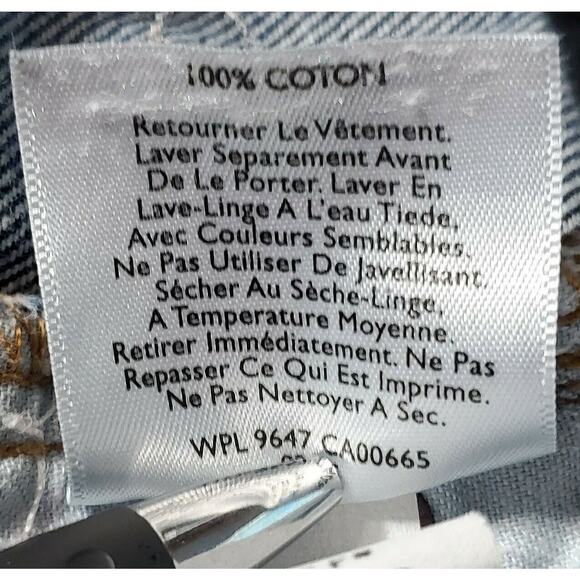 100% COTON
Retourner Le Vêtement.
Laver Separement Avant
De Le Porter. Laver En
Lave-Linge A L'eau Tiede,
Avec Couleurs Semblables.
Ne Pas Utiliser De Javellisant.
Sécher Au Sèche-Linge,
A Temperature Moyenne.
Retirer Immédiatement. Ne Pas
Repasser Ce Qui Est Imprime.
Ne Pas Nettoyer A Sec.
WPL 9647 CA00665